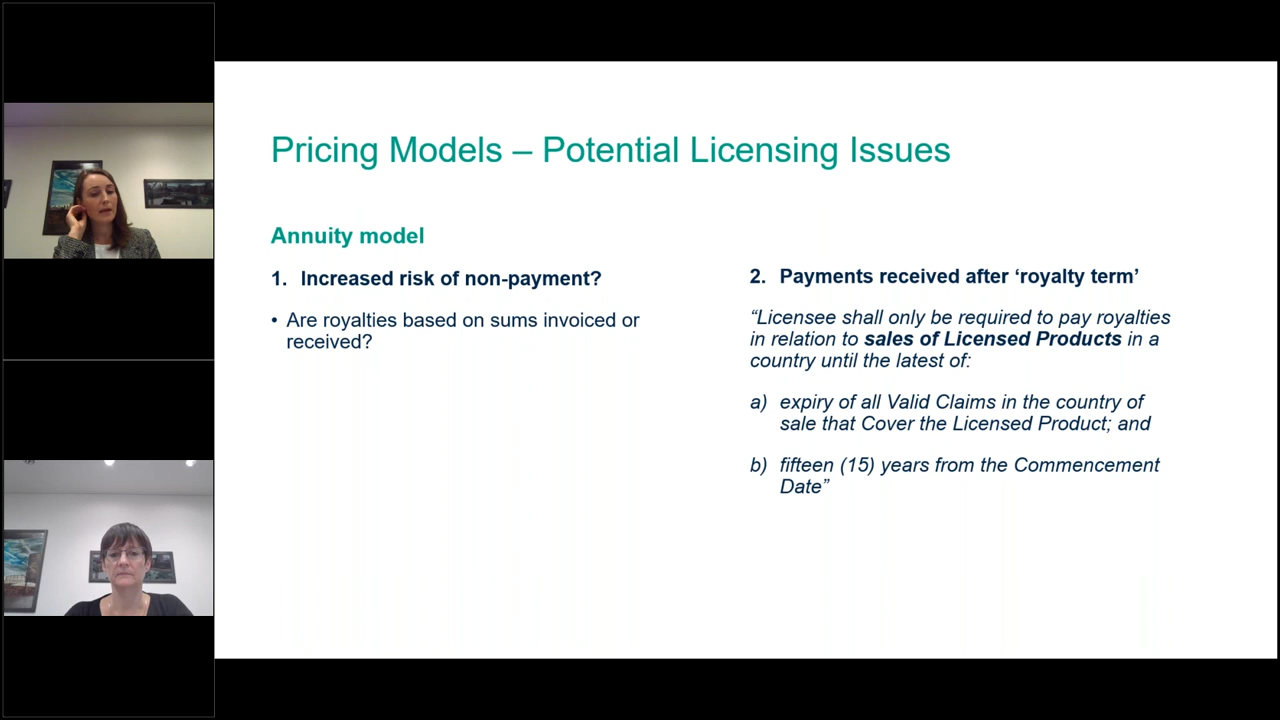 Pricing Models – Potential Licensing Issues
Annuity model
1. Increased risk of non-payment?
• Are royalties based on sums invoiced or
received?
2. Payments received after ‘royalty term’
“Licensee shall only be required to pay royalties
in relation to sales of Licensed Products in a
country until the latest of:
a) expiry of all Valid Claims in the country of
sale that Cover the Licensed Product; and
b) fifteen (15) years from the Commencement
Date”